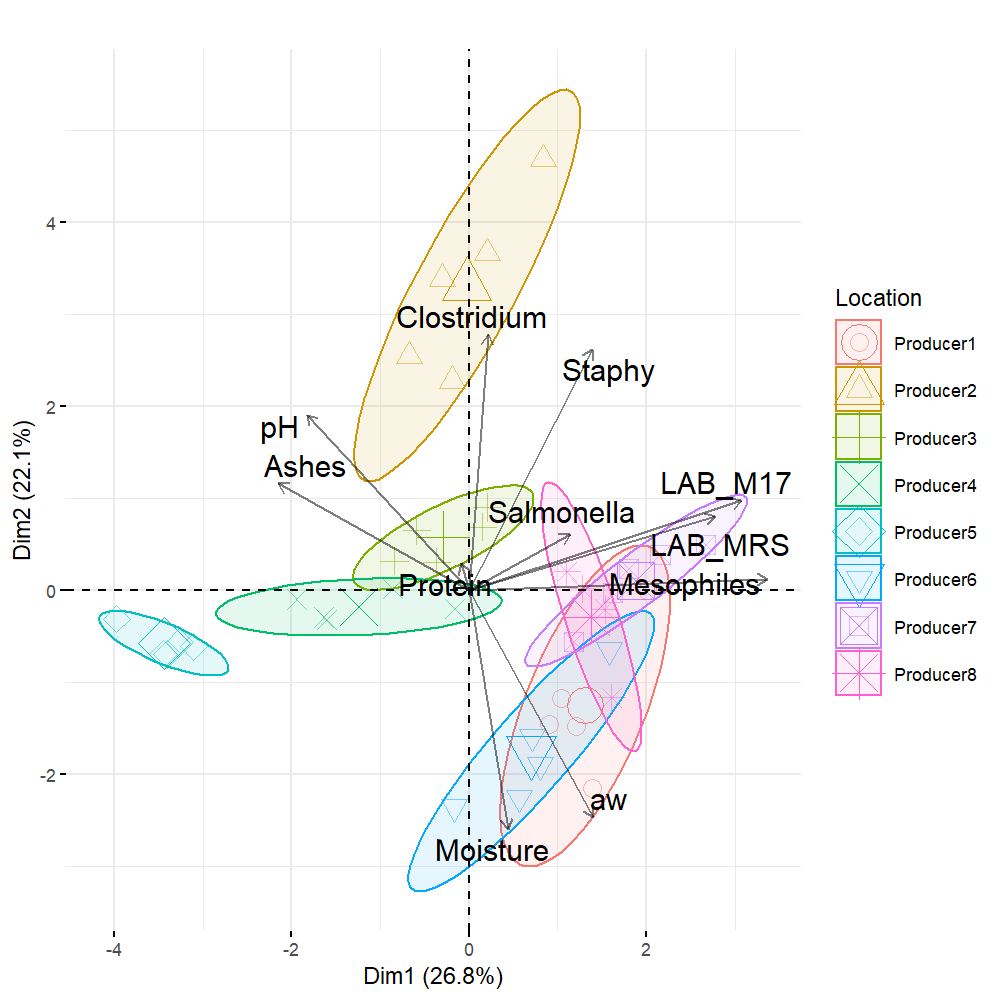 Clostridium
Staphy
pH
Ashes
LAB_M17
Salmonella
LAB_MRS
Protein
Mesophiles
aw
Moisture
4
2
0
-2
-4
-2
0
2
Dim1 (26.8%)
Dim2 (22.1%)
Location
Producer1
Producer2
Producer3
Producer4
Producer5
Producer6
Producer7
Producer8